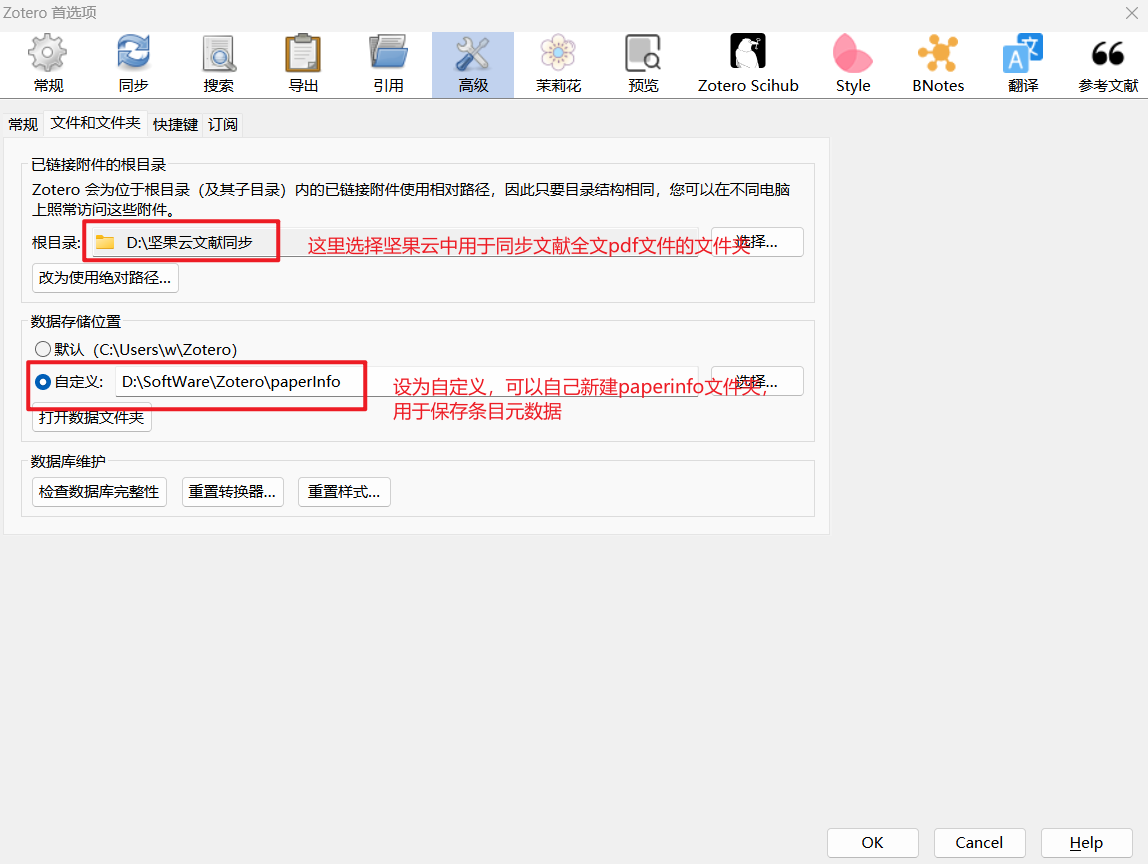 Zotero 首选项
常规
同步
搜索
导出
引用
高级
茉莉花
预览
Zotero Scihub
Style
BNotes
翻译
参考文献
常规
文件和文件夹
快捷键
订阅
已链接附件的根目录
Zotero 会为位于根目录（及其子目录）内的已链接附件使用相对路径，因此只要目录结构相同，您可以在不同电脑
上照常访问这些附件。
根目录:
D:\坚果云文献同步
这里选择坚果云中用于同步文献全文pdf文件的文件夹
选择...
改为使用绝对路径...
数据存储位置
默认（C:\Users\w\Zotero）
自定义:
D:\SoftWare\Zotero\paperInfo
选择...
设为自定义，可以自己新建paperinfo文件夹，
用于保存条目元数据
打开数据文件夹
数据库维护
检查数据库完整性
重置转换器...
重置样式...
OK
Cancel
Help